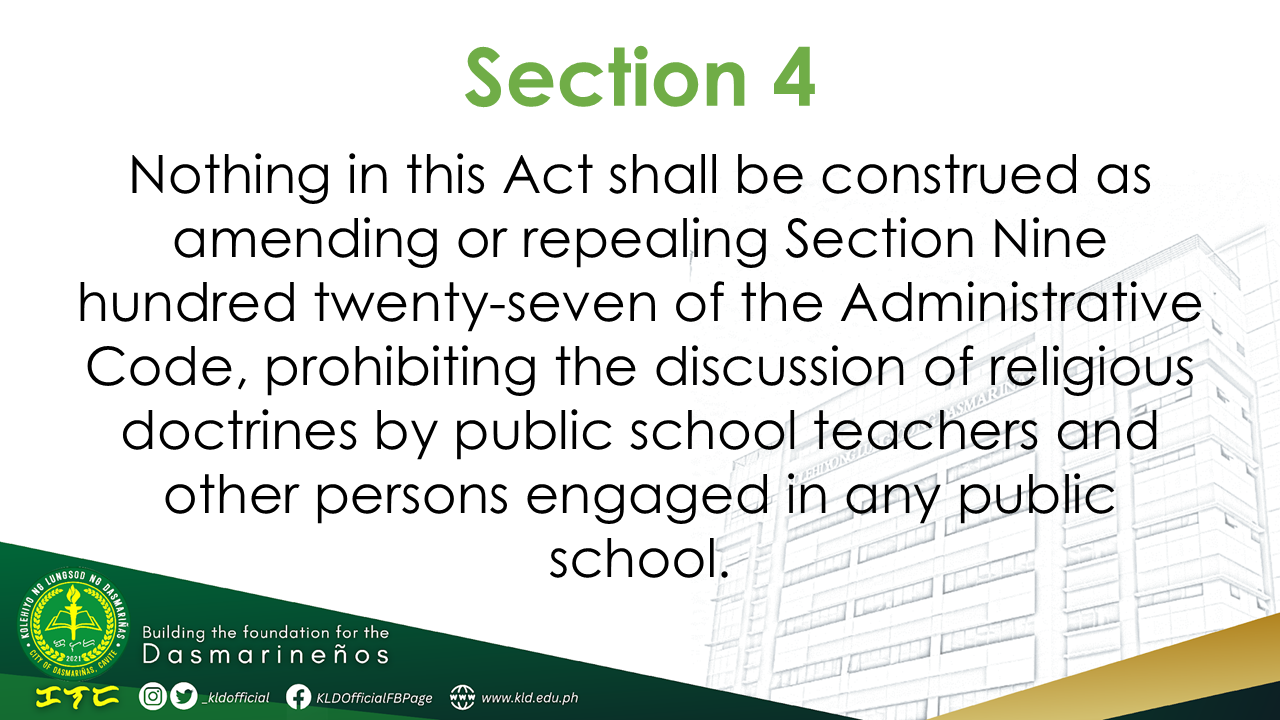 Section 4
Nothing in this Act shall be construed as
amending or repealing Section Nine
hundred twenty-seven of the Administrative
Code, prohibiting the discussion of religious
doctrines by public school teachers and
other persons engaged in any public
school.
KOLEHIYO NG LUNGSOD NG DASMARIÑAS
2021
CITY OF DASMARIÑAS, CAVITE
Building the foundation for the
Dasmarineños
_kldofficial
KLDOfficialFBPage
www.kld.edu.ph